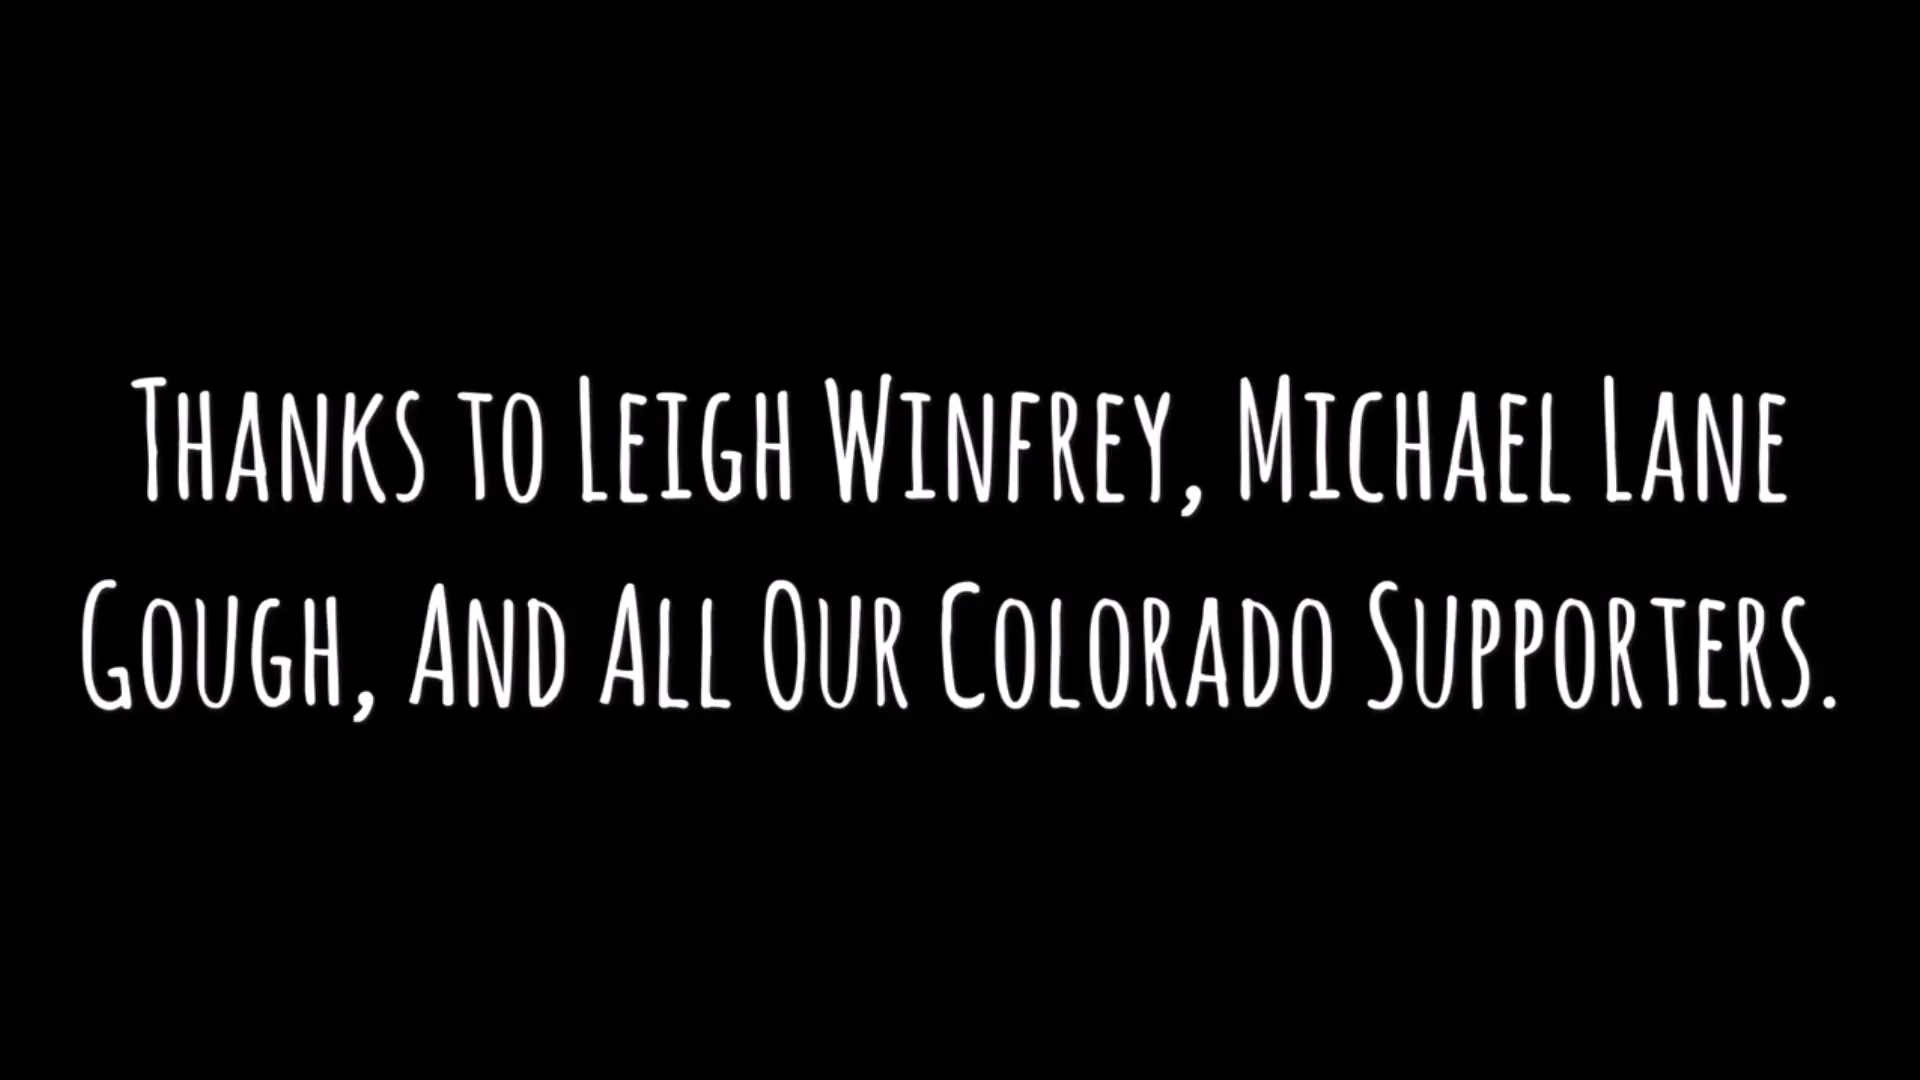 Thanks to Leigh Winfrey, Michael Lane
Gough, And All Our Colorado Supporters.